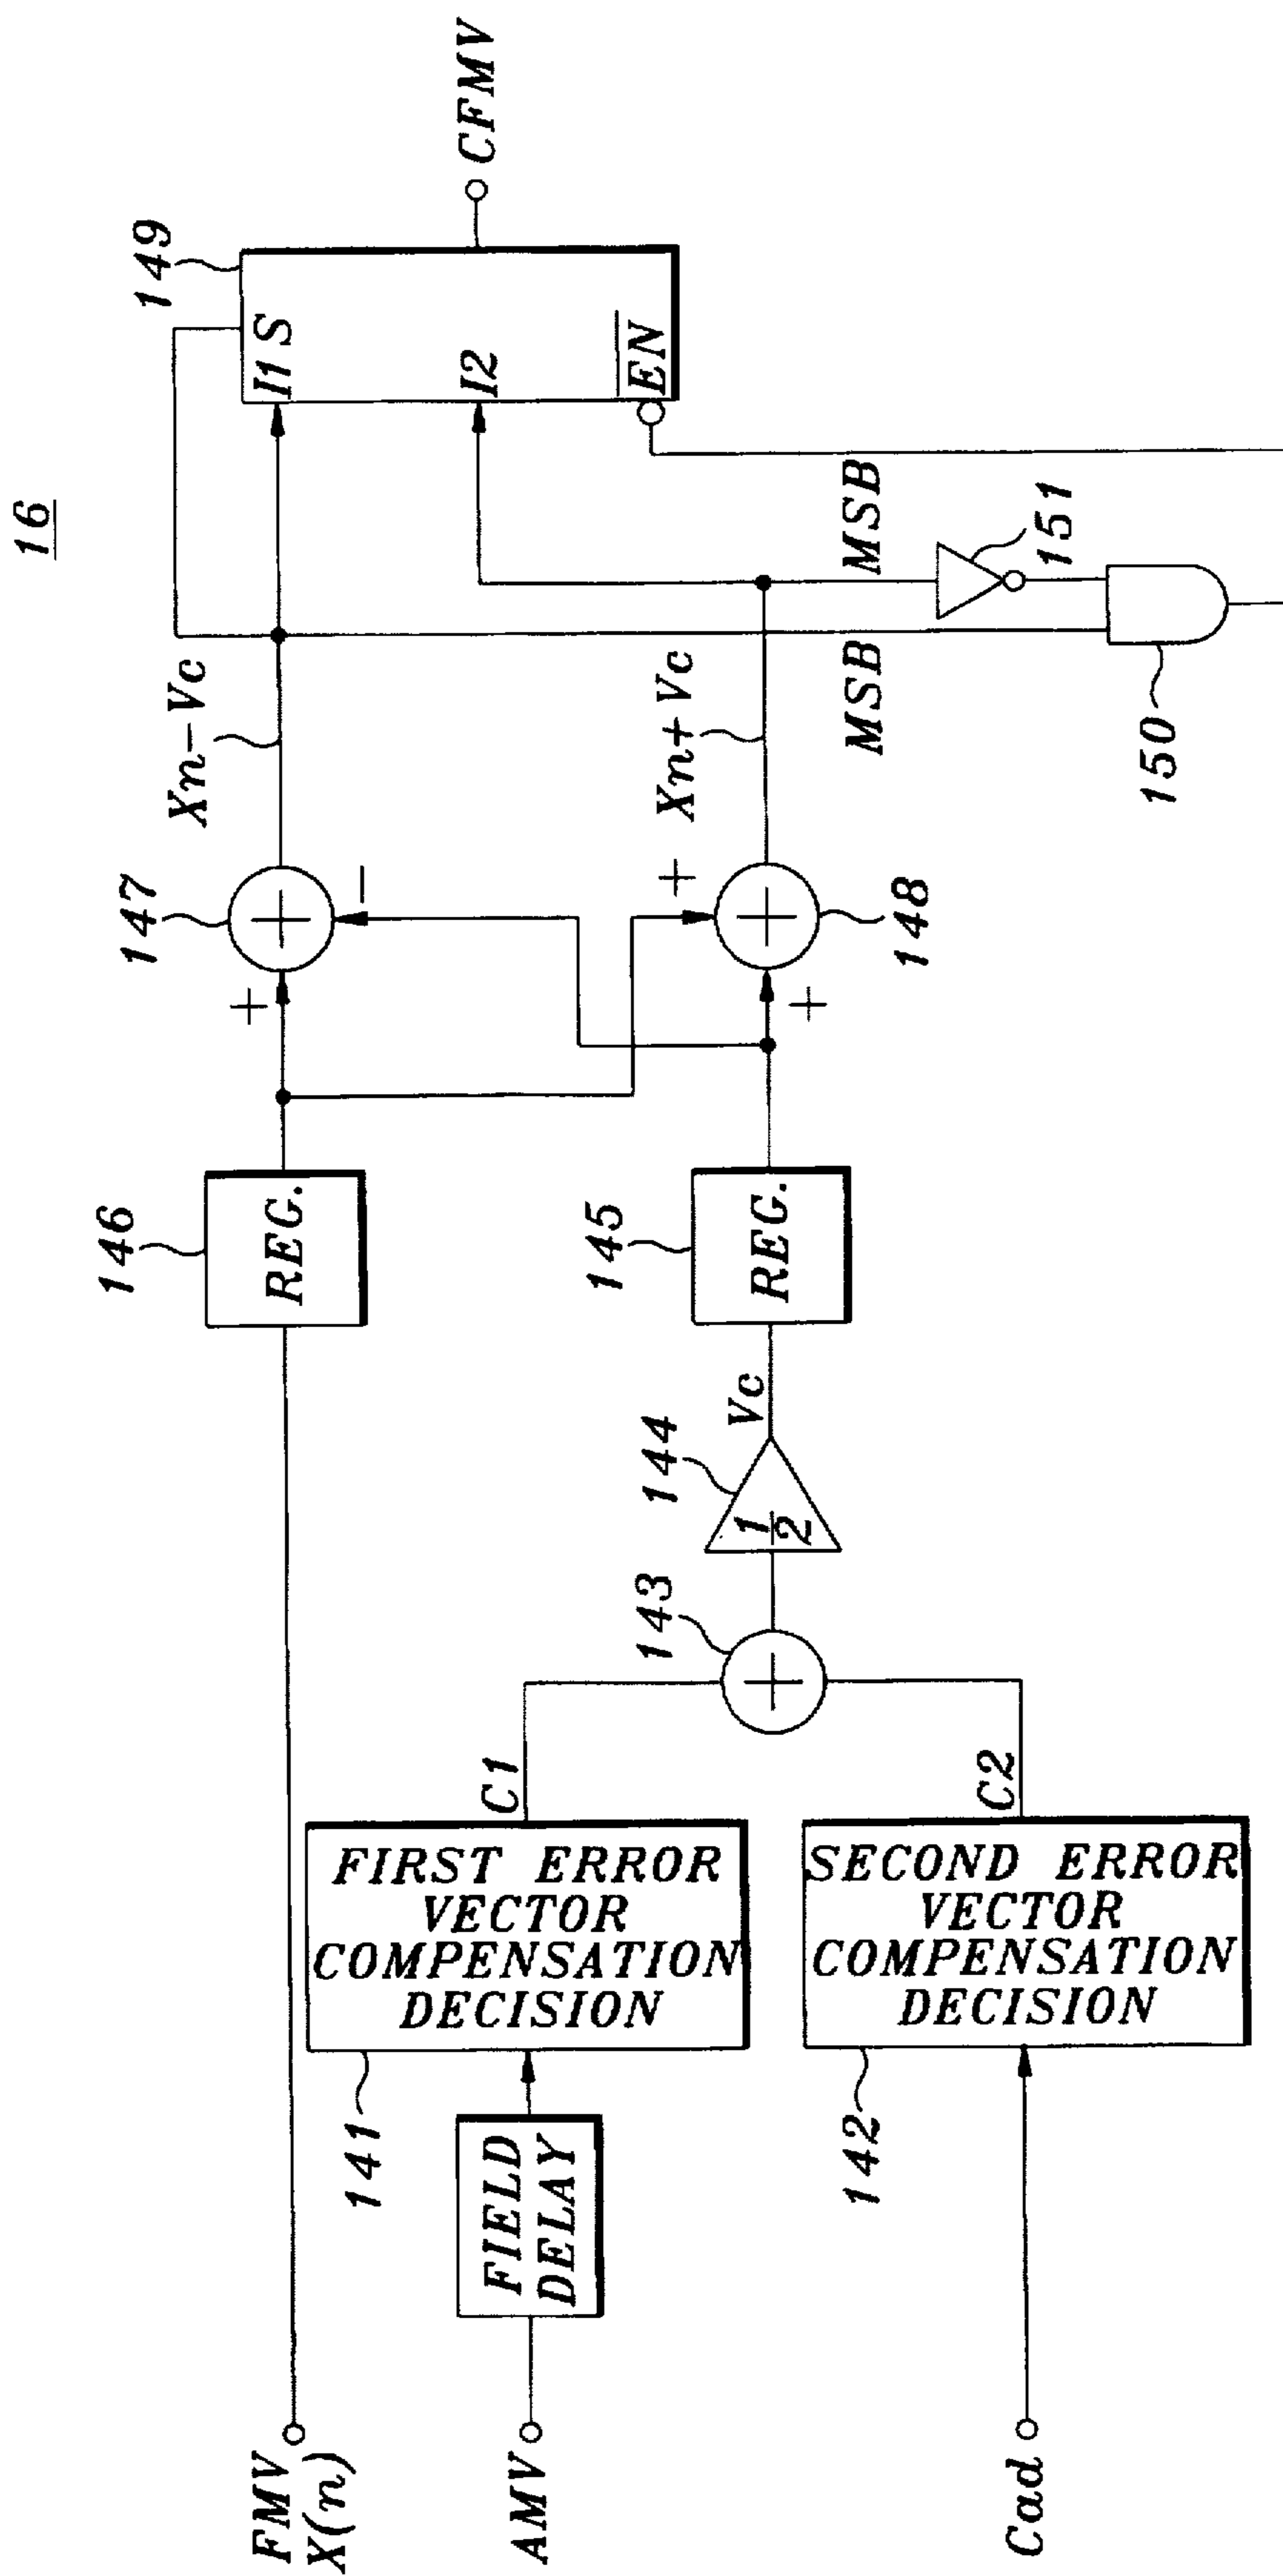 16
FMV
X(n)
146
REG.
147
+
+
−
Xn−Vc
149
I1 S
I2
EN
CFMV
AMV
FIELD
DELAY
141
FIRST ERROR
VECTOR
COMPENSATION
DECISION
C1
143
+
144
1/2
Vc
145
REG.
148
+
+
+
Xn+Vc
MSB
MSB
151
150
Cad
142
SECOND ERROR
VECTOR
COMPENSATION
DECISION
C2